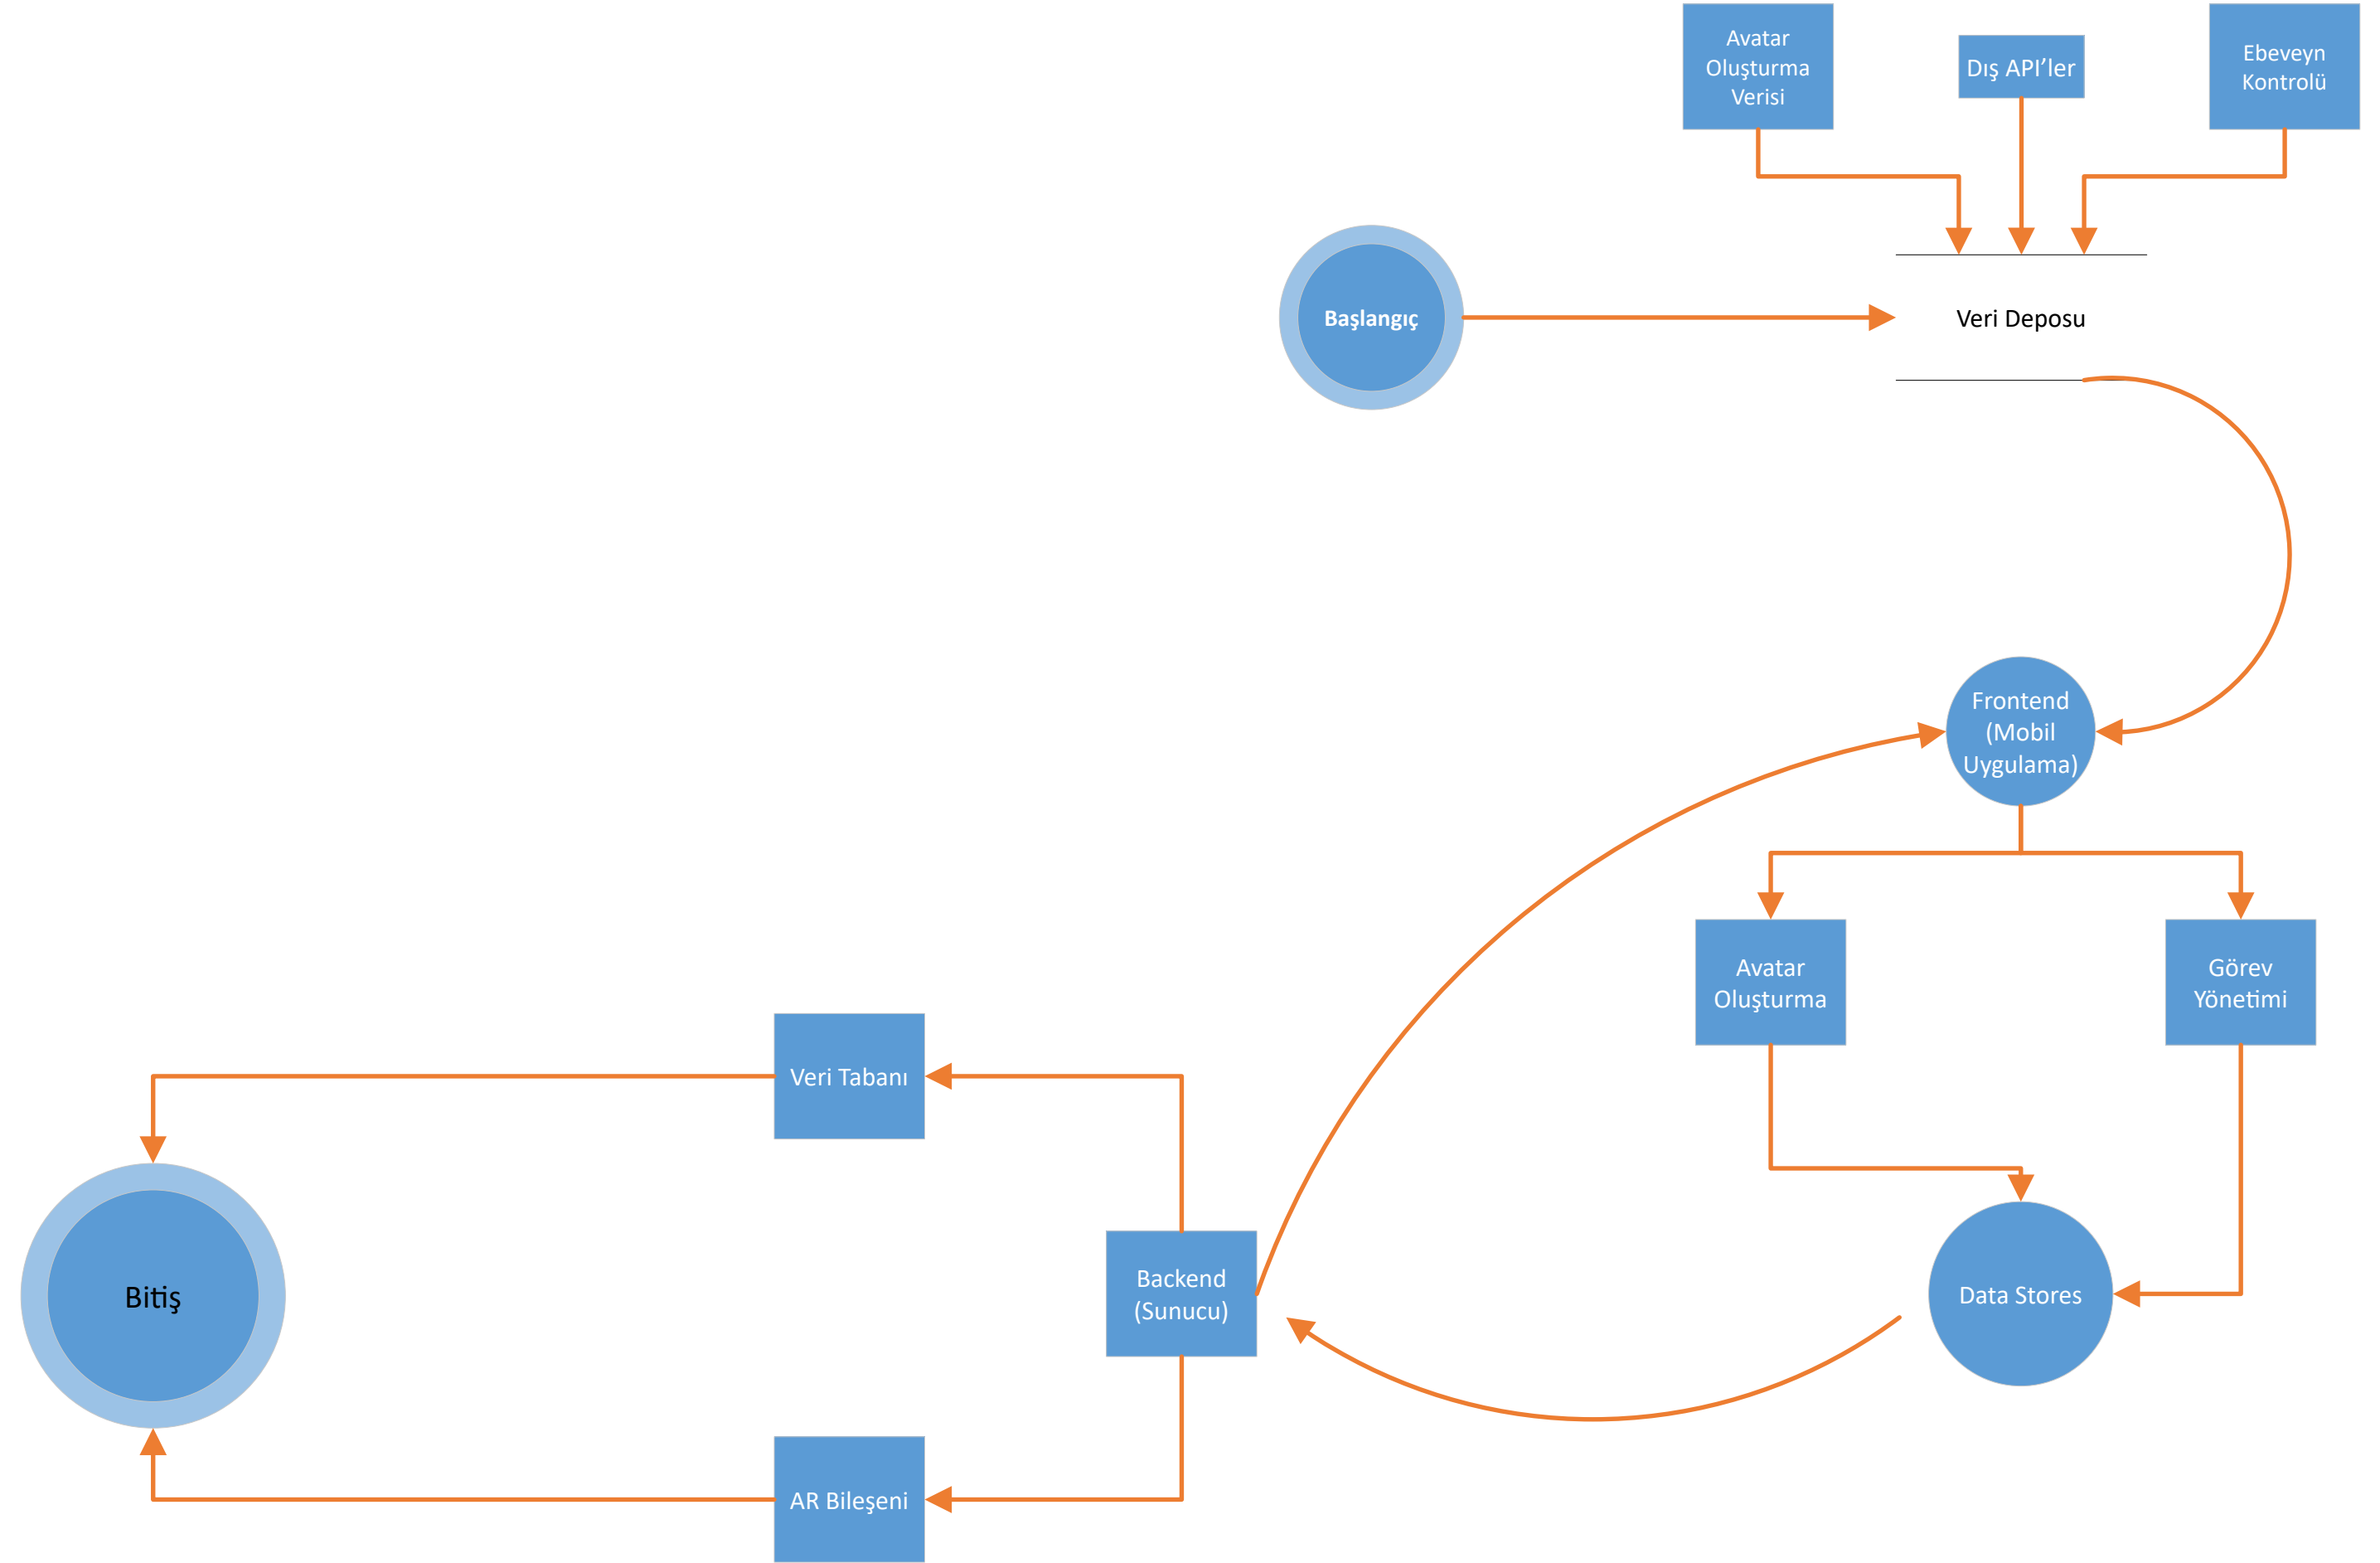 Avatar
Oluşturma
Verisi
Dış API’ler
Ebeveyn
Kontrolü
Başlangıç
Veri Deposu
Frontend
(Mobil
Uygulama)
Avatar
Oluşturma
Görev
Yönetimi
Veri Tabanı
Backend
(Sunucu)
Data Stores
Bitiş
AR Bileşeni